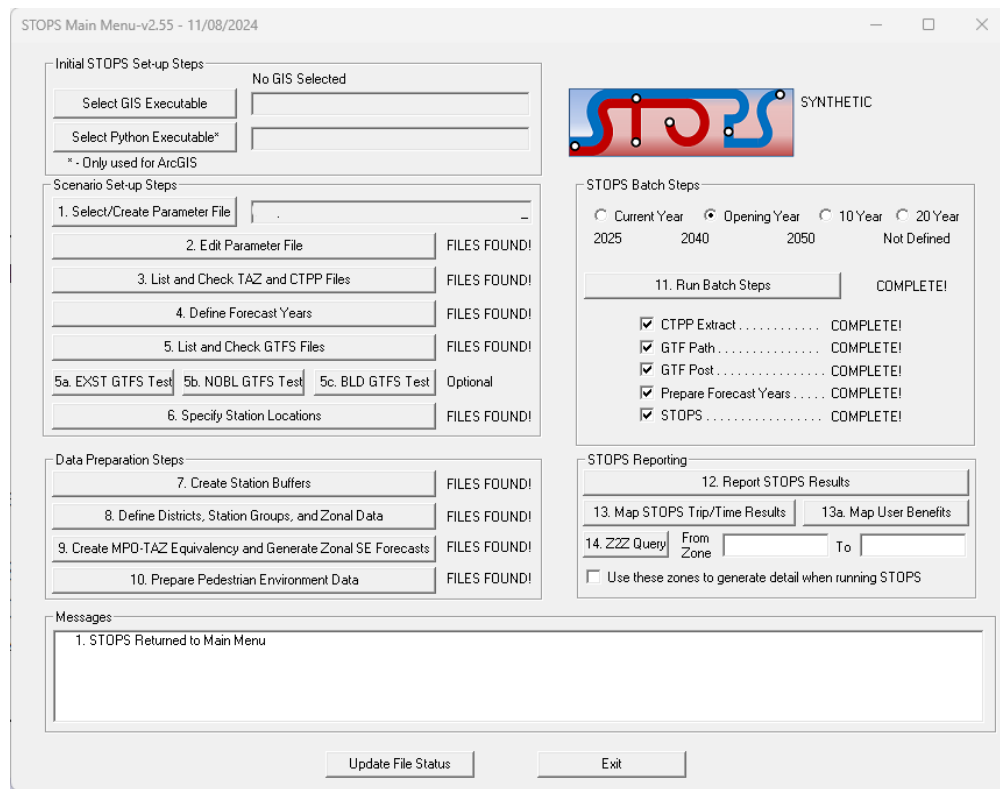 STOPS Main Menu-v2.55 - 11/08/2024
Initial STOPS Set-up Steps
No GIS Selected
Select GIS Executable
Select Python Executable*
* - Only used for ArcGIS
STOPS
SYNTHETIC
Scenario Set-up Steps
1. Select/Create Parameter File
2. Edit Parameter File FILES FOUND!
3. List and Check TAZ and CTPP Files FILES FOUND!
4. Define Forecast Years FILES FOUND!
5. List and Check GTFS Files FILES FOUND!
5a. EXST GTFS Test 5b. NOBL GTFS Test 5c. BLD GTFS Test Optional
6. Specify Station Locations FILES FOUND!
STOPS Batch Steps
Current Year Opening Year 10 Year 20 Year
2025 2040 2050 Not Defined
11. Run Batch Steps COMPLETE!
CTPP Extract . . . . . . . . . . . . COMPLETE!
GTF Path . . . . . . . . . . . . . . . COMPLETE!
GTF Post . . . . . . . . . . . . . . . . COMPLETE!
Prepare Forecast Years . . . . . COMPLETE!
STOPS . . . . . . . . . . . . . . . . . COMPLETE!
Data Preparation Steps
7. Create Station Buffers FILES FOUND!
8. Define Districts, Station Groups, and Zonal Data FILES FOUND!
9. Create MPO-TAZ Equivalency and Generate Zonal SE Forecasts FILES FOUND!
10. Prepare Pedestrian Environment Data FILES FOUND!
STOPS Reporting
12. Report STOPS Results
13. Map STOPS Trip/Time Results 13a. Map User Benefits
14. Z2Z Query From Zone To
Use these zones to generate detail when running STOPS
Messages
1. STOPS Returned to Main Menu
Update File Status Exit